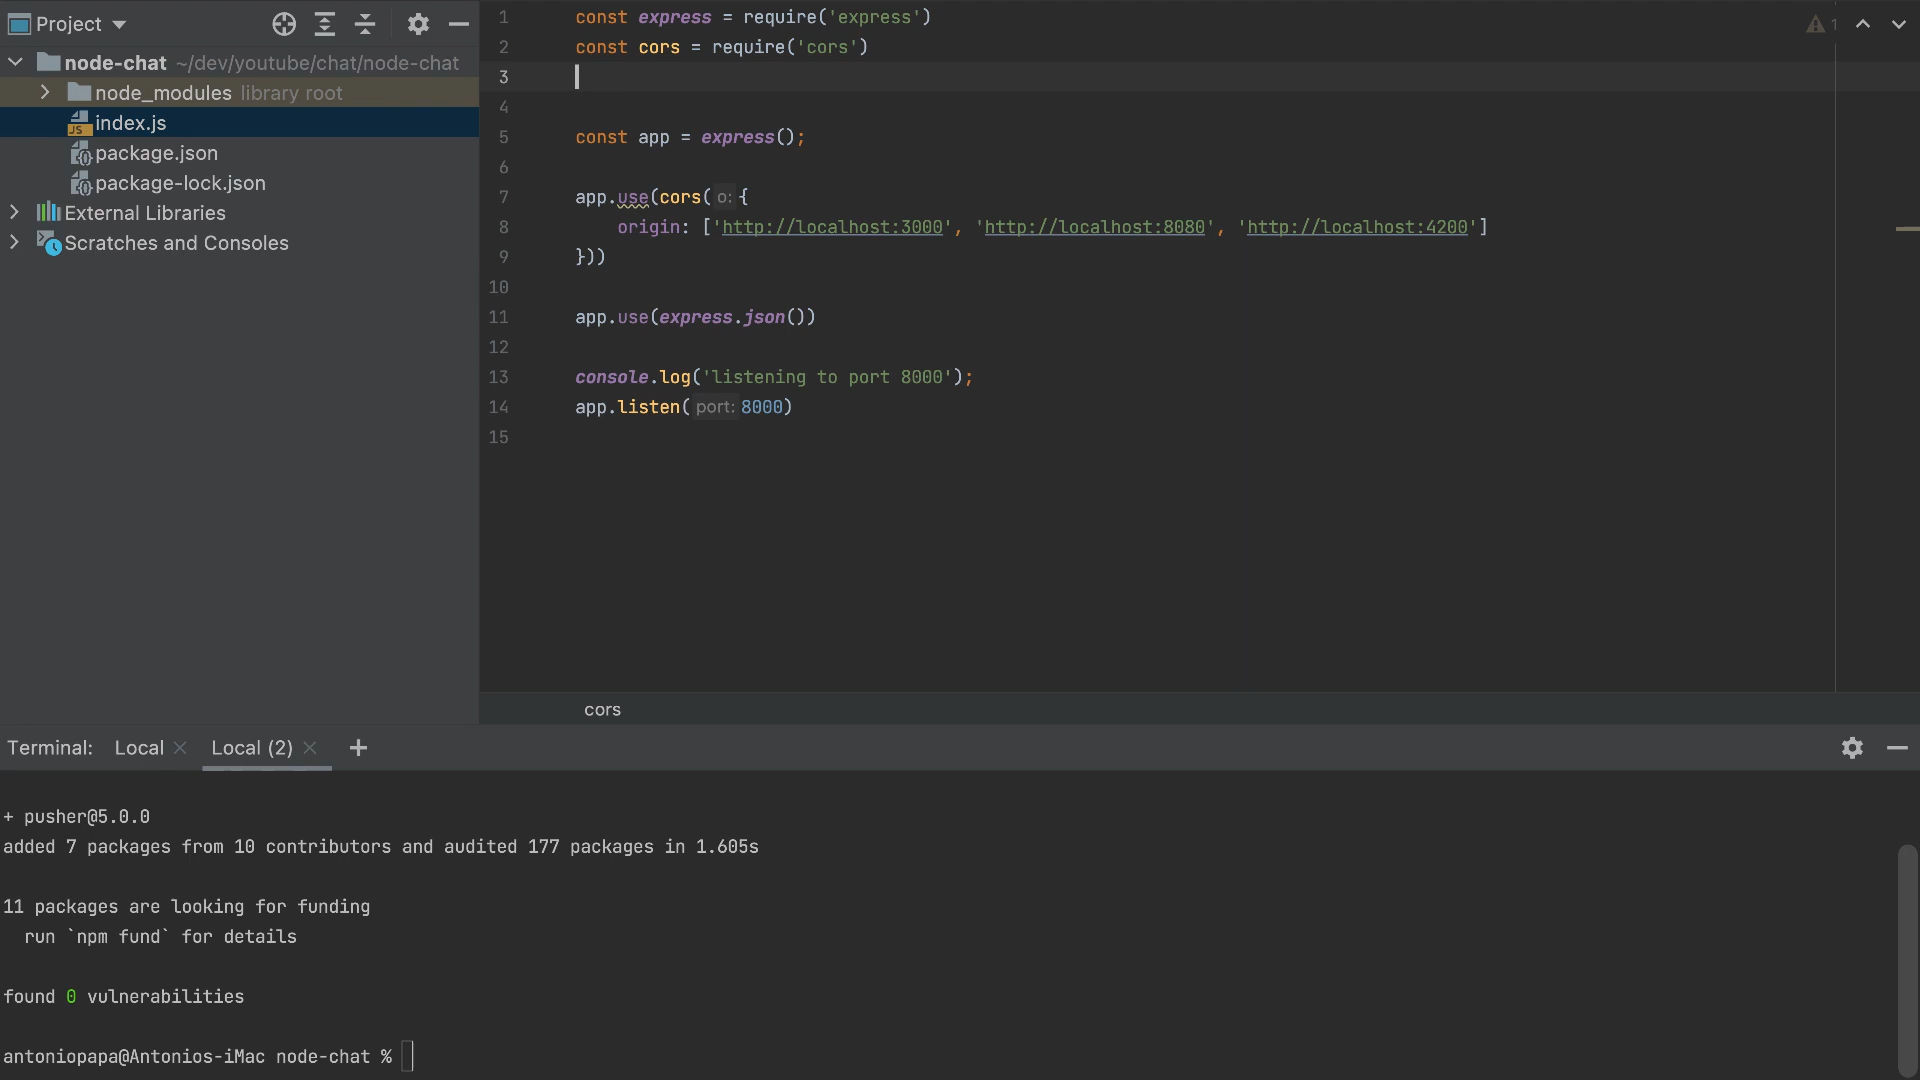 Project
node-chat ~/dev/youtube/chat/node-chat
node_modules library root
index.js
package.json
package-lock.json
External Libraries
Scratches and Consoles
1 const express = require('express')
2 const cors = require('cors')
3
4
5 const app = express();
6
7 app.use(cors( o: {
8 origin: ['http://localhost:3000', 'http://localhost:8080', 'http://localhost:4200']
9 }))
10
11 app.use(express.json())
12
13 console.log('listening to port 8000');
14 app.listen( port: 8000)
15
1
cors
Terminal: Local Local (2)
+ pusher@5.0.0
added 7 packages from 10 contributors and audited 177 packages in 1.605s
11 packages are looking for funding
run `npm fund` for details
found 0 vulnerabilities
antoniopapa@Antonios-iMac node-chat %